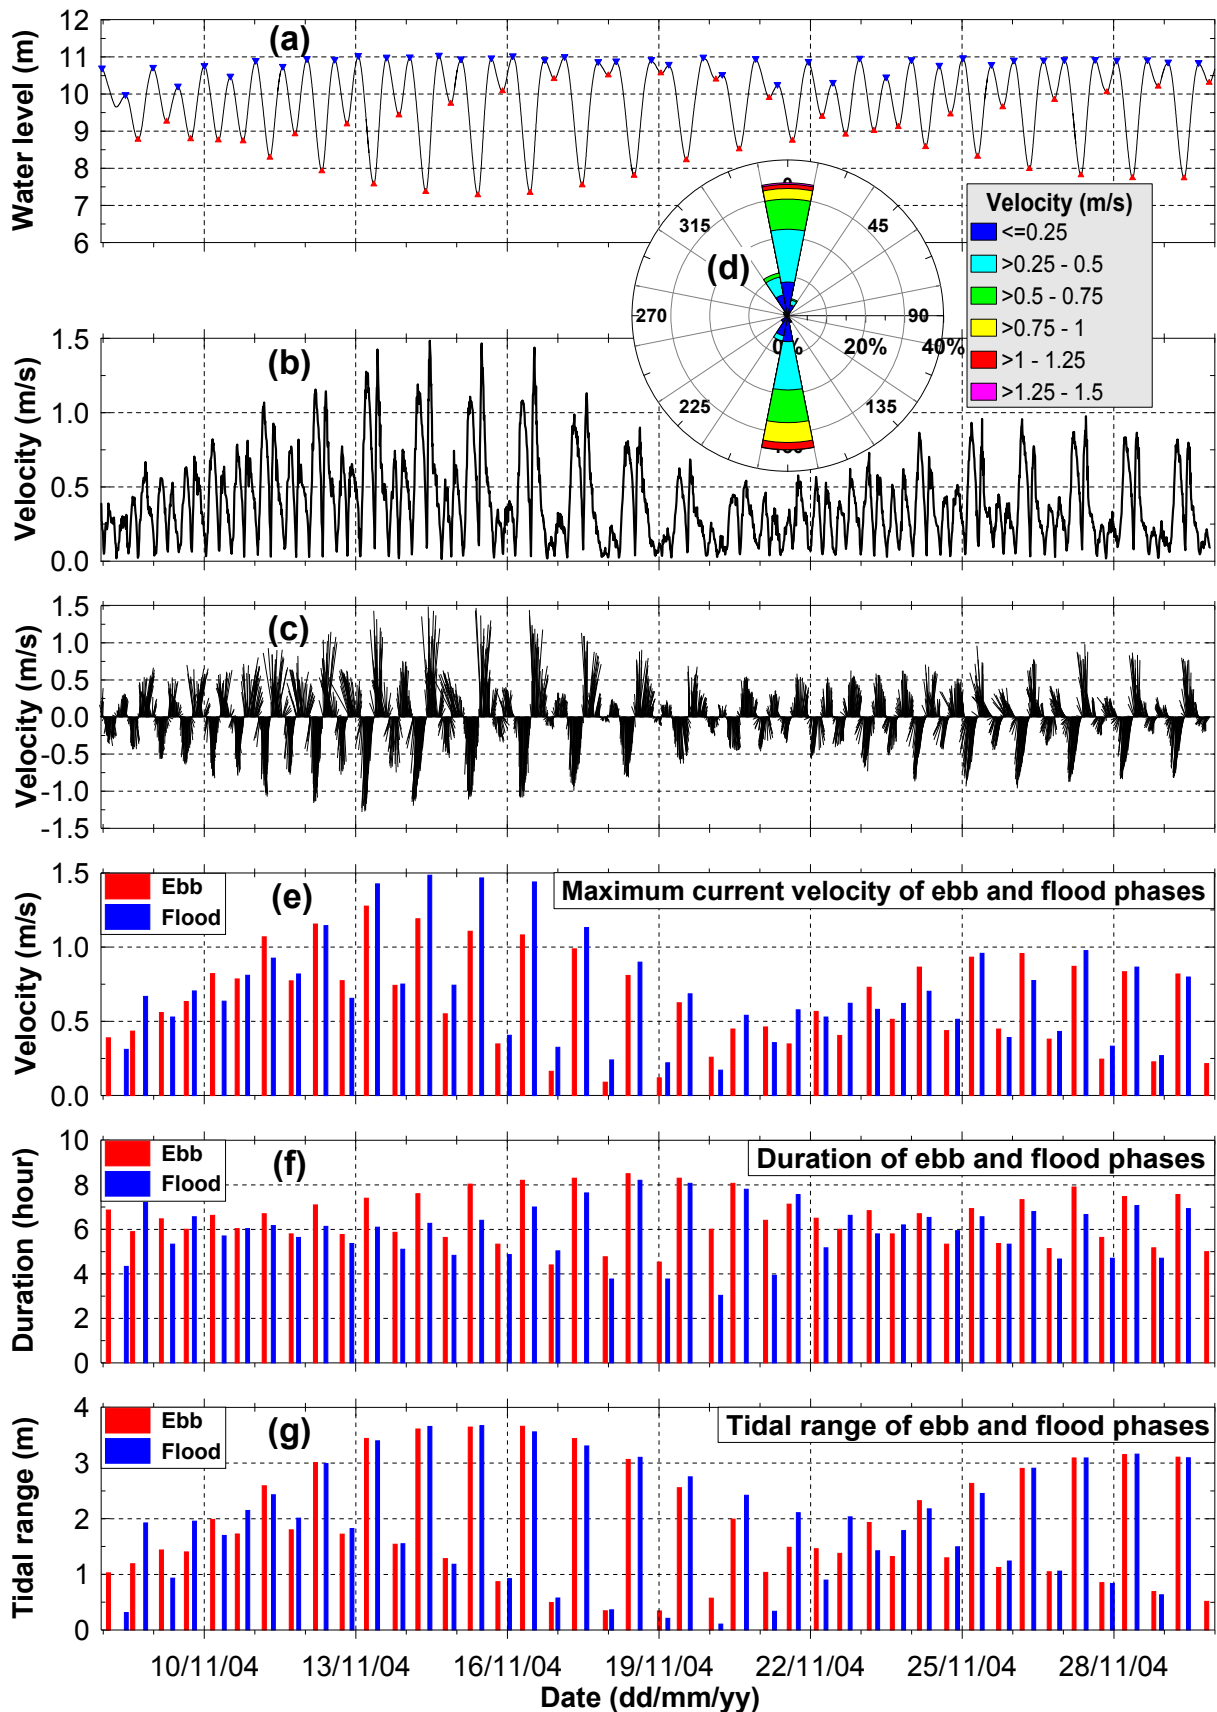 12
11
10
9
8
7
6
Water level (m)
(a)
0
45
90
135
180
225
270
315
(d)
0%
20%
40%
Velocity (m/s)
<=0.25
>0.25 - 0.5
>0.5 - 0.75
>0.75 - 1
>1 - 1.25
>1.25 - 1.5
1.5
1.0
0.5
0.0
Velocity (m/s)
(b)
1.5
1.0
0.5
0.0
-0.5
-1.0
-1.5
Velocity (m/s)
(c)
1.5
1.0
0.5
0.0
Velocity (m/s)
Ebb
Flood
(e)
Maximum current velocity of ebb and flood phases
10
8
6
4
2
0
Duration (hour)
Ebb
Flood
(f)
Duration of ebb and flood phases
4
3
2
1
0
Tidal range (m)
Ebb
Flood
(g)
Tidal range of ebb and flood phases
10/11/04 13/11/04 16/11/04 19/11/04 22/11/04 25/11/04 28/11/04
Date (dd/mm/yy)